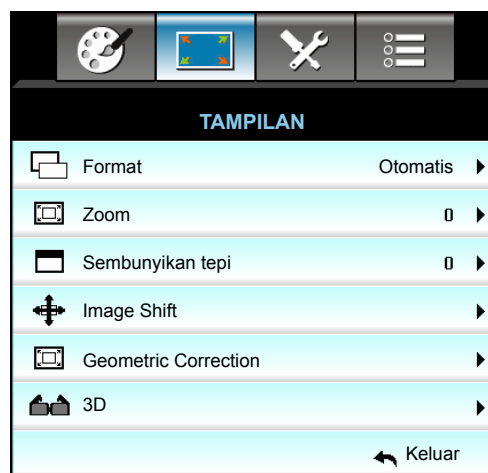 TAMPILAN
Format Otomatis
Zoom 0
Sembunyikan tepi 0
Image Shift
Geometric Correction
3D
Keluar